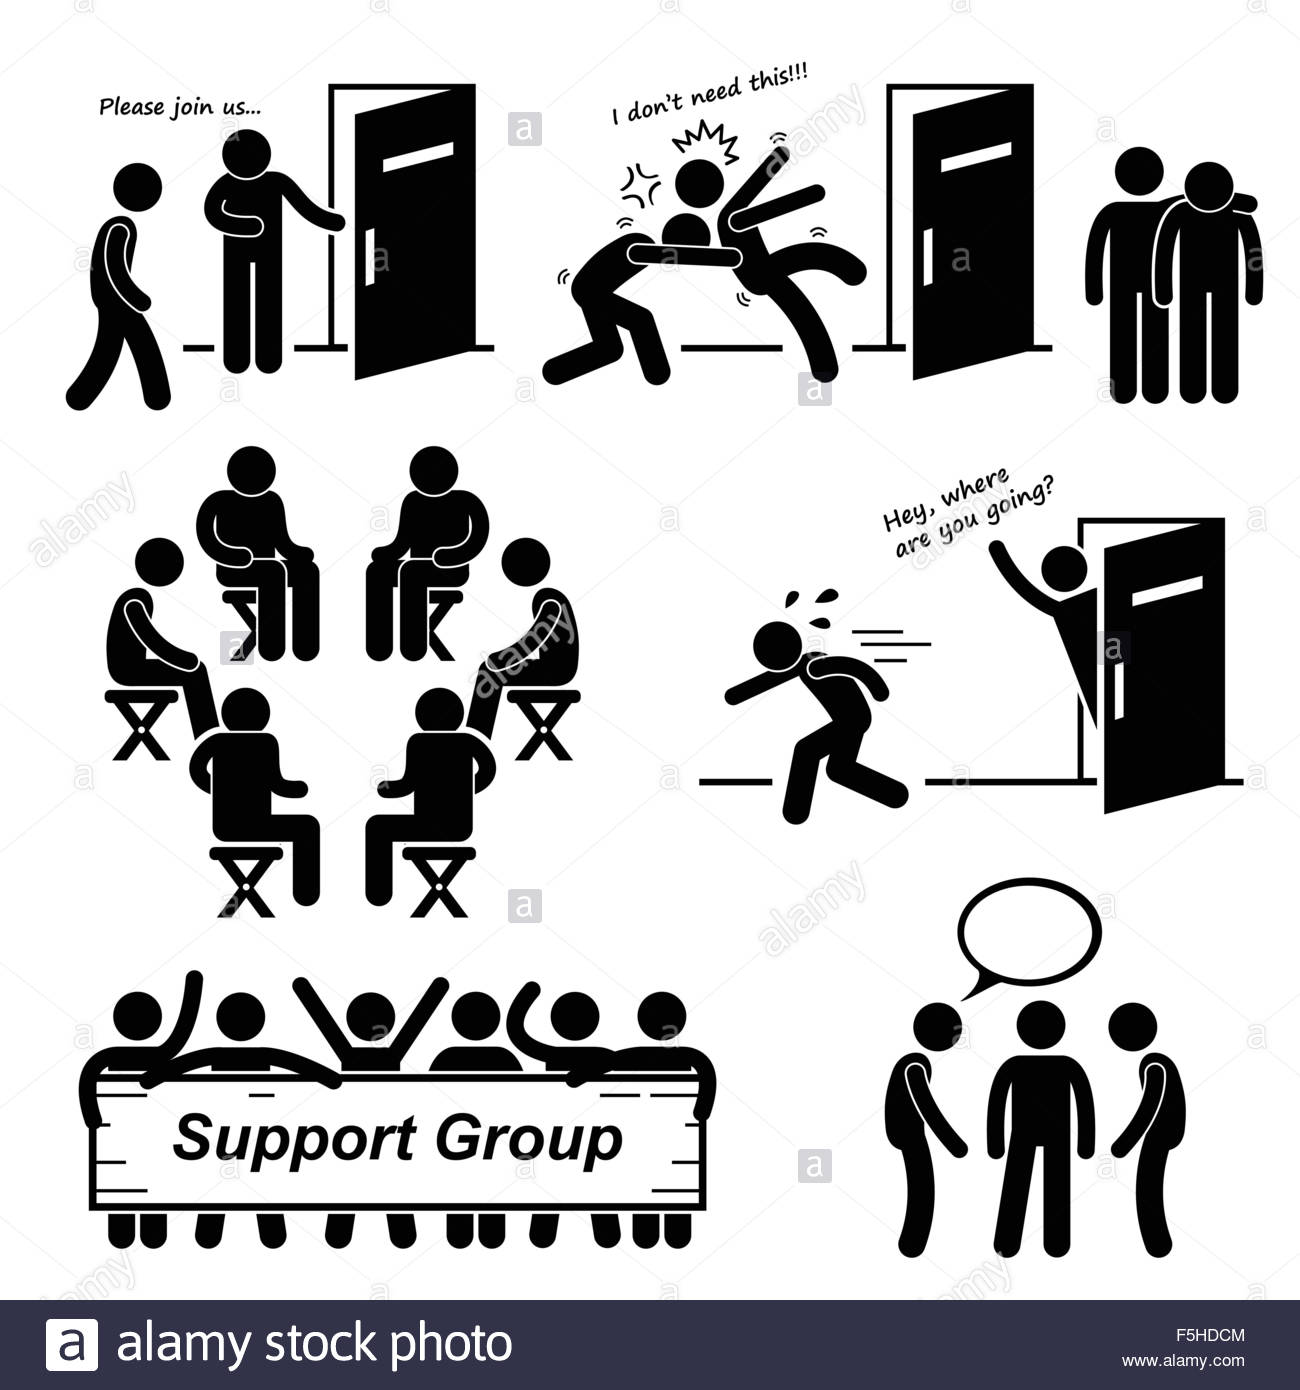 Please join us...
I don't need this!!!
Hey, where
are you going?
Support Group
a alamy stock photo
F5HDCM
www.alamy.com